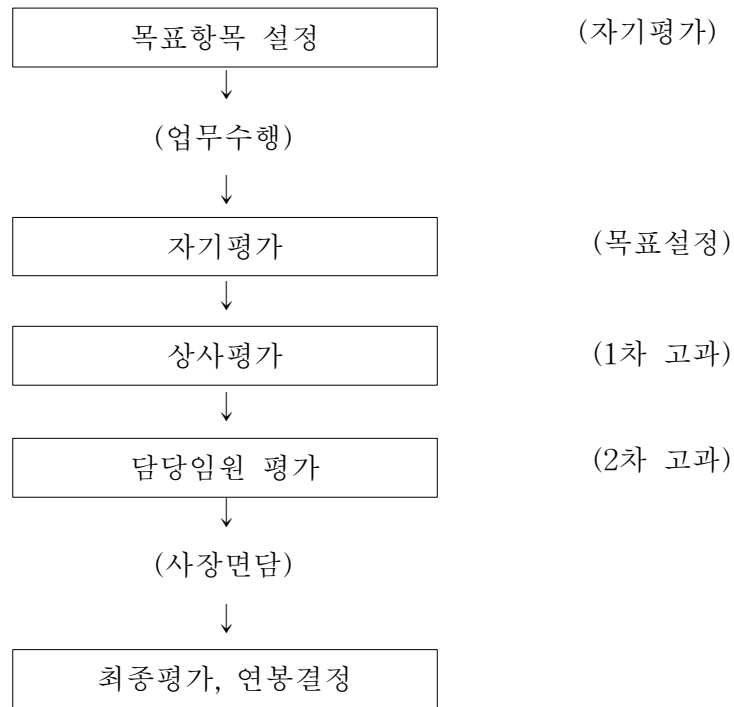 목표항목 설정 (자기평가)
↓
(업무수행)
↓
자기평가 (목표설정)
↓
상사평가 (1차 고과)
↓
담당임원 평가 (2차 고과)
↓
(사장면담)
↓
최종평가, 연봉결정